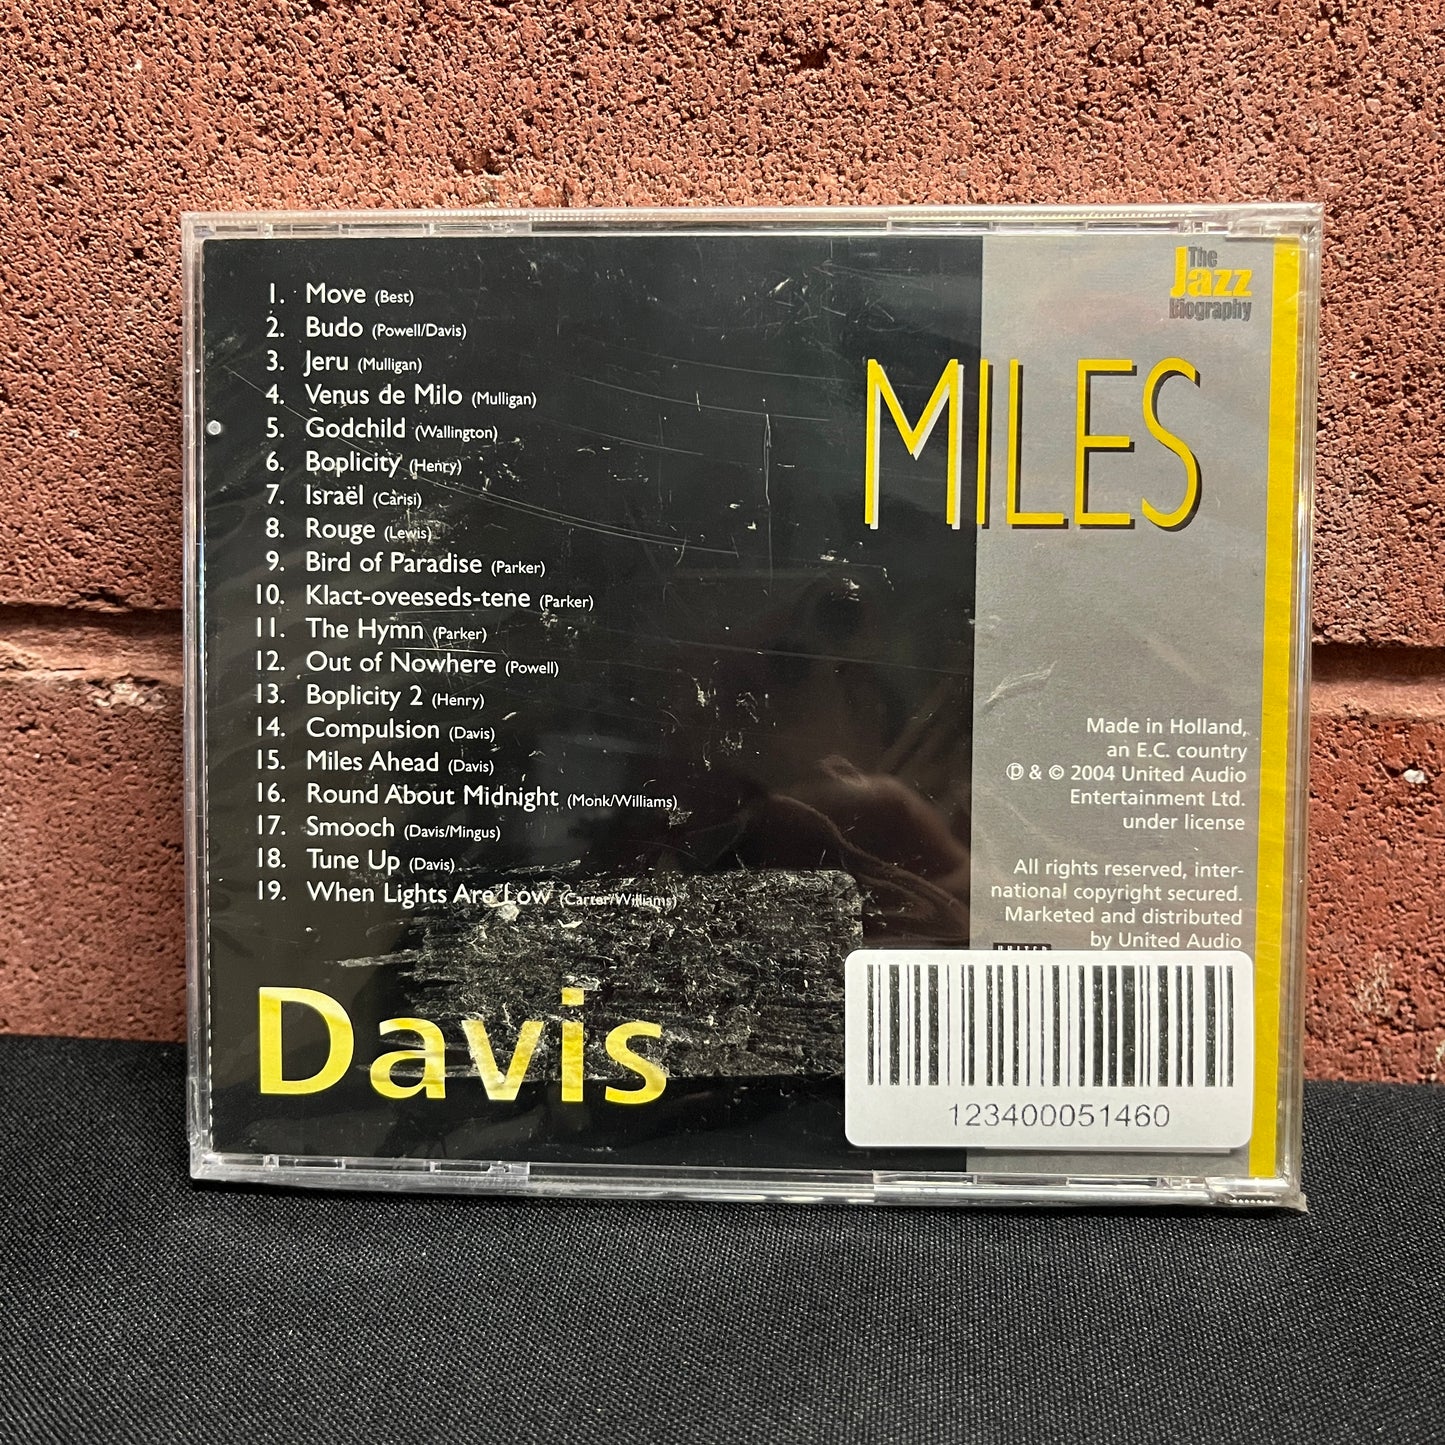 1. Move (Best)
2. Budo (Powell/Davis)
3. Jeru (Mulligan)
4. Venus de Milo (Mulligan)
5. Godchild (Wallington)
6. Boplicity (Henry)
7. Israël (Carisi)
8. Rouge (Lewis)
9. Bird of Paradise (Parker)
10. Klact-oveeseds-tene (Parker)
11. The Hymn (Parker)
12. Out of Nowhere (Powell)
13. Boplicity 2 (Henry)
14. Compulsion (Davis)
15. Miles Ahead (Davis)
16. Round About Midnight (Monk/Williams)
17. Smooch (Davis/Mingus)
18. Tune Up (Davis)
19. When Lights Are Low (Carter/Williams)
Davis
The
Jazz
Biography
MILES
Made in Holland,
an E.C. country
℗ & © 2004 United Audio
Entertainment Ltd.
under license
All rights reserved, inter-
national copyright secured.
Marketed and distributed
by United Audio
123400051460